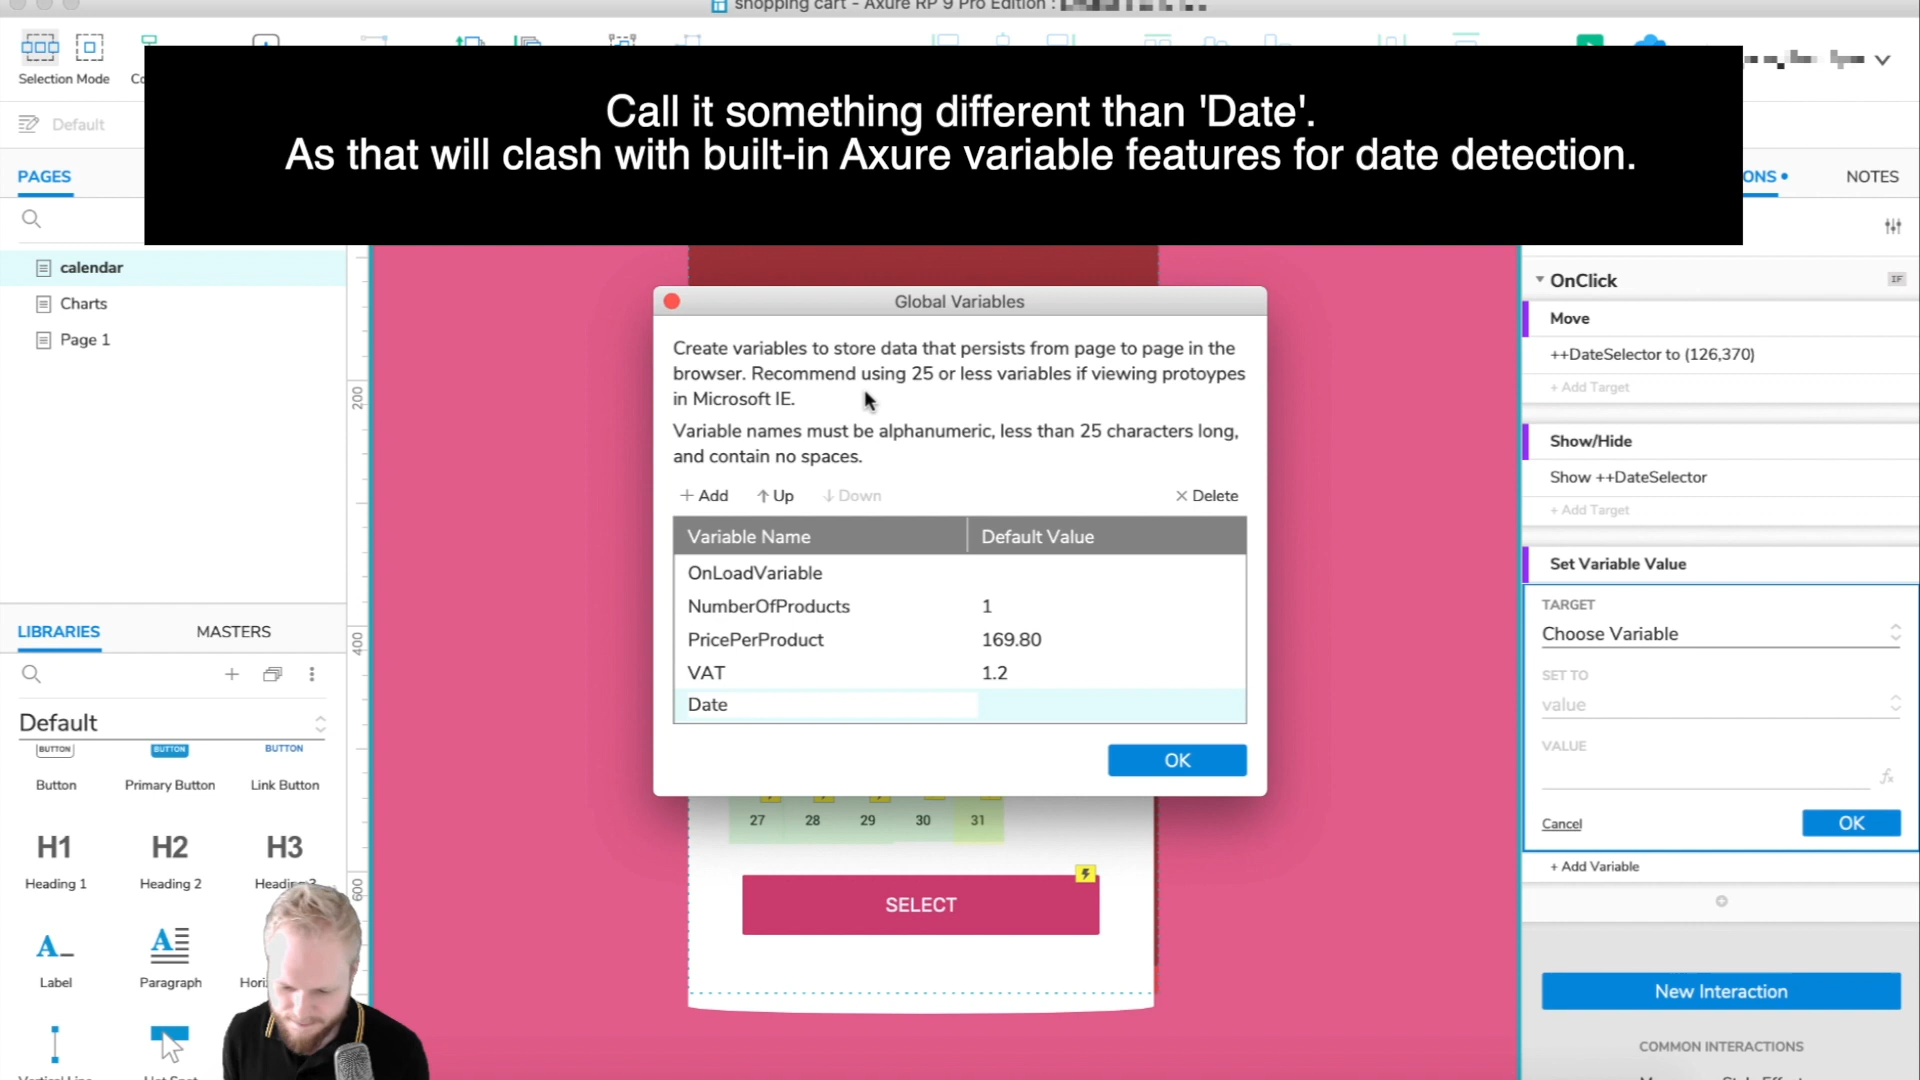 shopping cart - Axure RP 9 Pro Edition :
Selection Mode
Call it something different than 'Date'.
As that will clash with built-in Axure variable features for date detection.
Default
PAGES
ONS
NOTES
calendar
Charts
Page 1
200
400
600
LIBRARIES
MASTERS
Default
BUTTON
BUTTON
BUTTON
Button
Primary Button
Link Button
H1
H2
H3
Heading 1
Heading 2
A_
A
Label
Paragraph
Global Variables
Create variables to store data that persists from page to page in the
browser. Recommend using 25 or less variables if viewing protoypes
in Microsoft IE.
Variable names must be alphanumeric, less than 25 characters long,
and contain no spaces.
+ Add
↑ Up
↓ Down
× Delete
Variable Name
Default Value
OnLoadVariable
NumberOfProducts
1
PricePerProduct
169.80
VAT
1.2
Date
OK
27
28
29
30
31
SELECT
OnClick
IF
Move
++DateSelector to (126,370)
+ Add Target
Show/Hide
Show ++DateSelector
+ Add Target
Set Variable Value
TARGET
Choose Variable
SET TO
value
VALUE
fx
Cancel
OK
+ Add Variable
New Interaction
COMMON INTERACTIONS